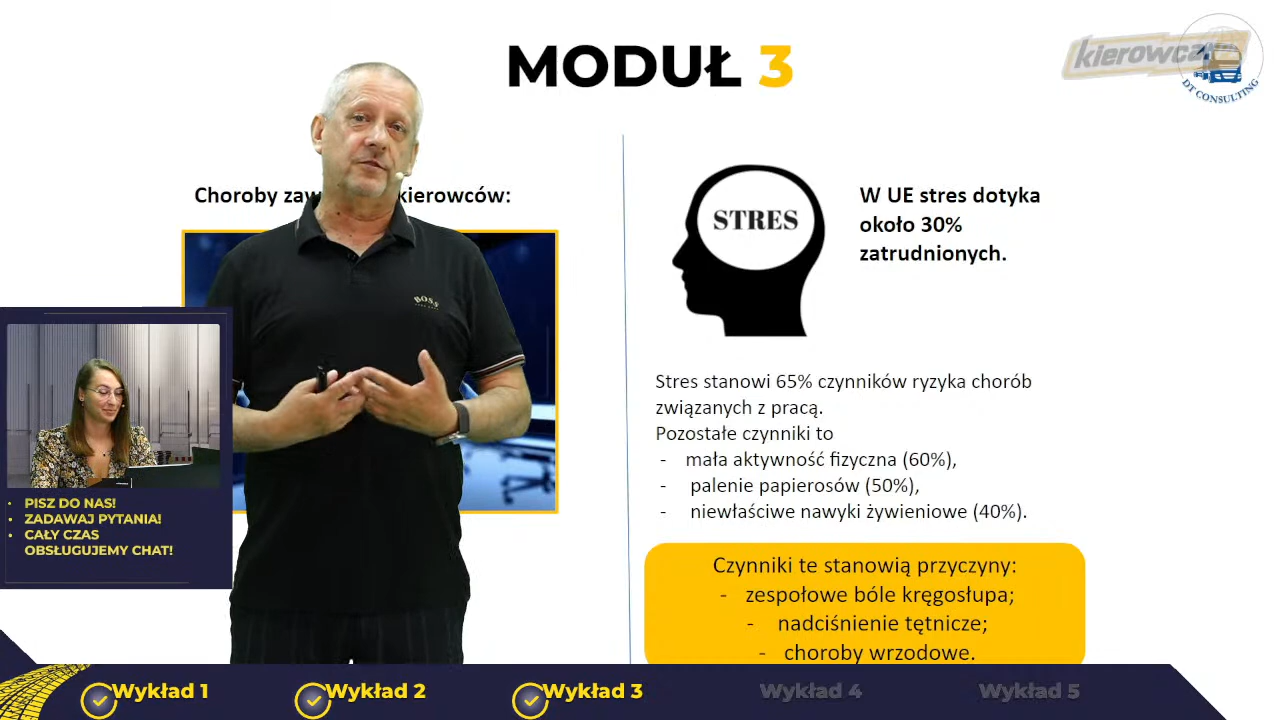 MODUŁ 3
kierowca
DT CONSULTING
Choroby kierowców:
STRES
W UE stres dotyka
około 30%
zatrudnionych.
BOSS
Stres stanowi 65% czynników ryzyka chorób
związanych z pracą.
Pozostałe czynniki to
- mała aktywność fizyczna (60%),
- palenie papierosów (50%),
- niewłaściwe nawyki żywieniowe (40%).
• PISZ DO NAS!
• ZADAWAJ PYTANIA!
• CAŁY CZAS
OBSŁUGUJEMY CHAT!
Czynniki te stanowią przyczyny:
- zespołowe bóle kręgosłupa;
- nadciśnienie tętnicze;
- choroby wrzodowe.
Wykład 1
Wykład 2
Wykład 3
Wykład 4
Wykład 5